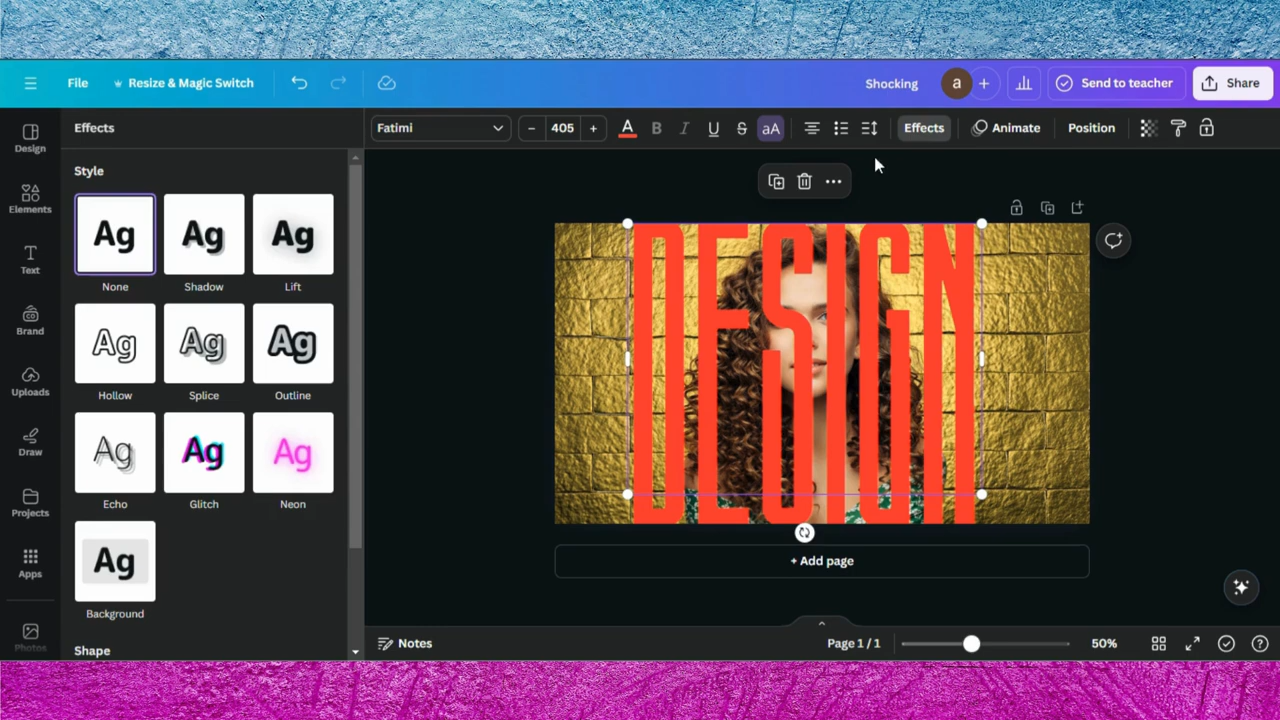 File
Resize & Magic Switch
Shocking
a
Send to teacher
Share
Design
Elements
Text
Brand
Uploads
Draw
Projects
Apps
Photos
Effects
Style
Ag
None
Ag
Shadow
Ag
Lift
Ag
Hollow
Ag
Splice
Ag
Outline
Ag
Echo
Ag
Glitch
Ag
Neon
Ag
Background
Shape
Fatimi
− 405 +
A B I U S aA
Effects
Animate
Position
DESIGN
+ Add page
Notes
Page 1 / 1
50%